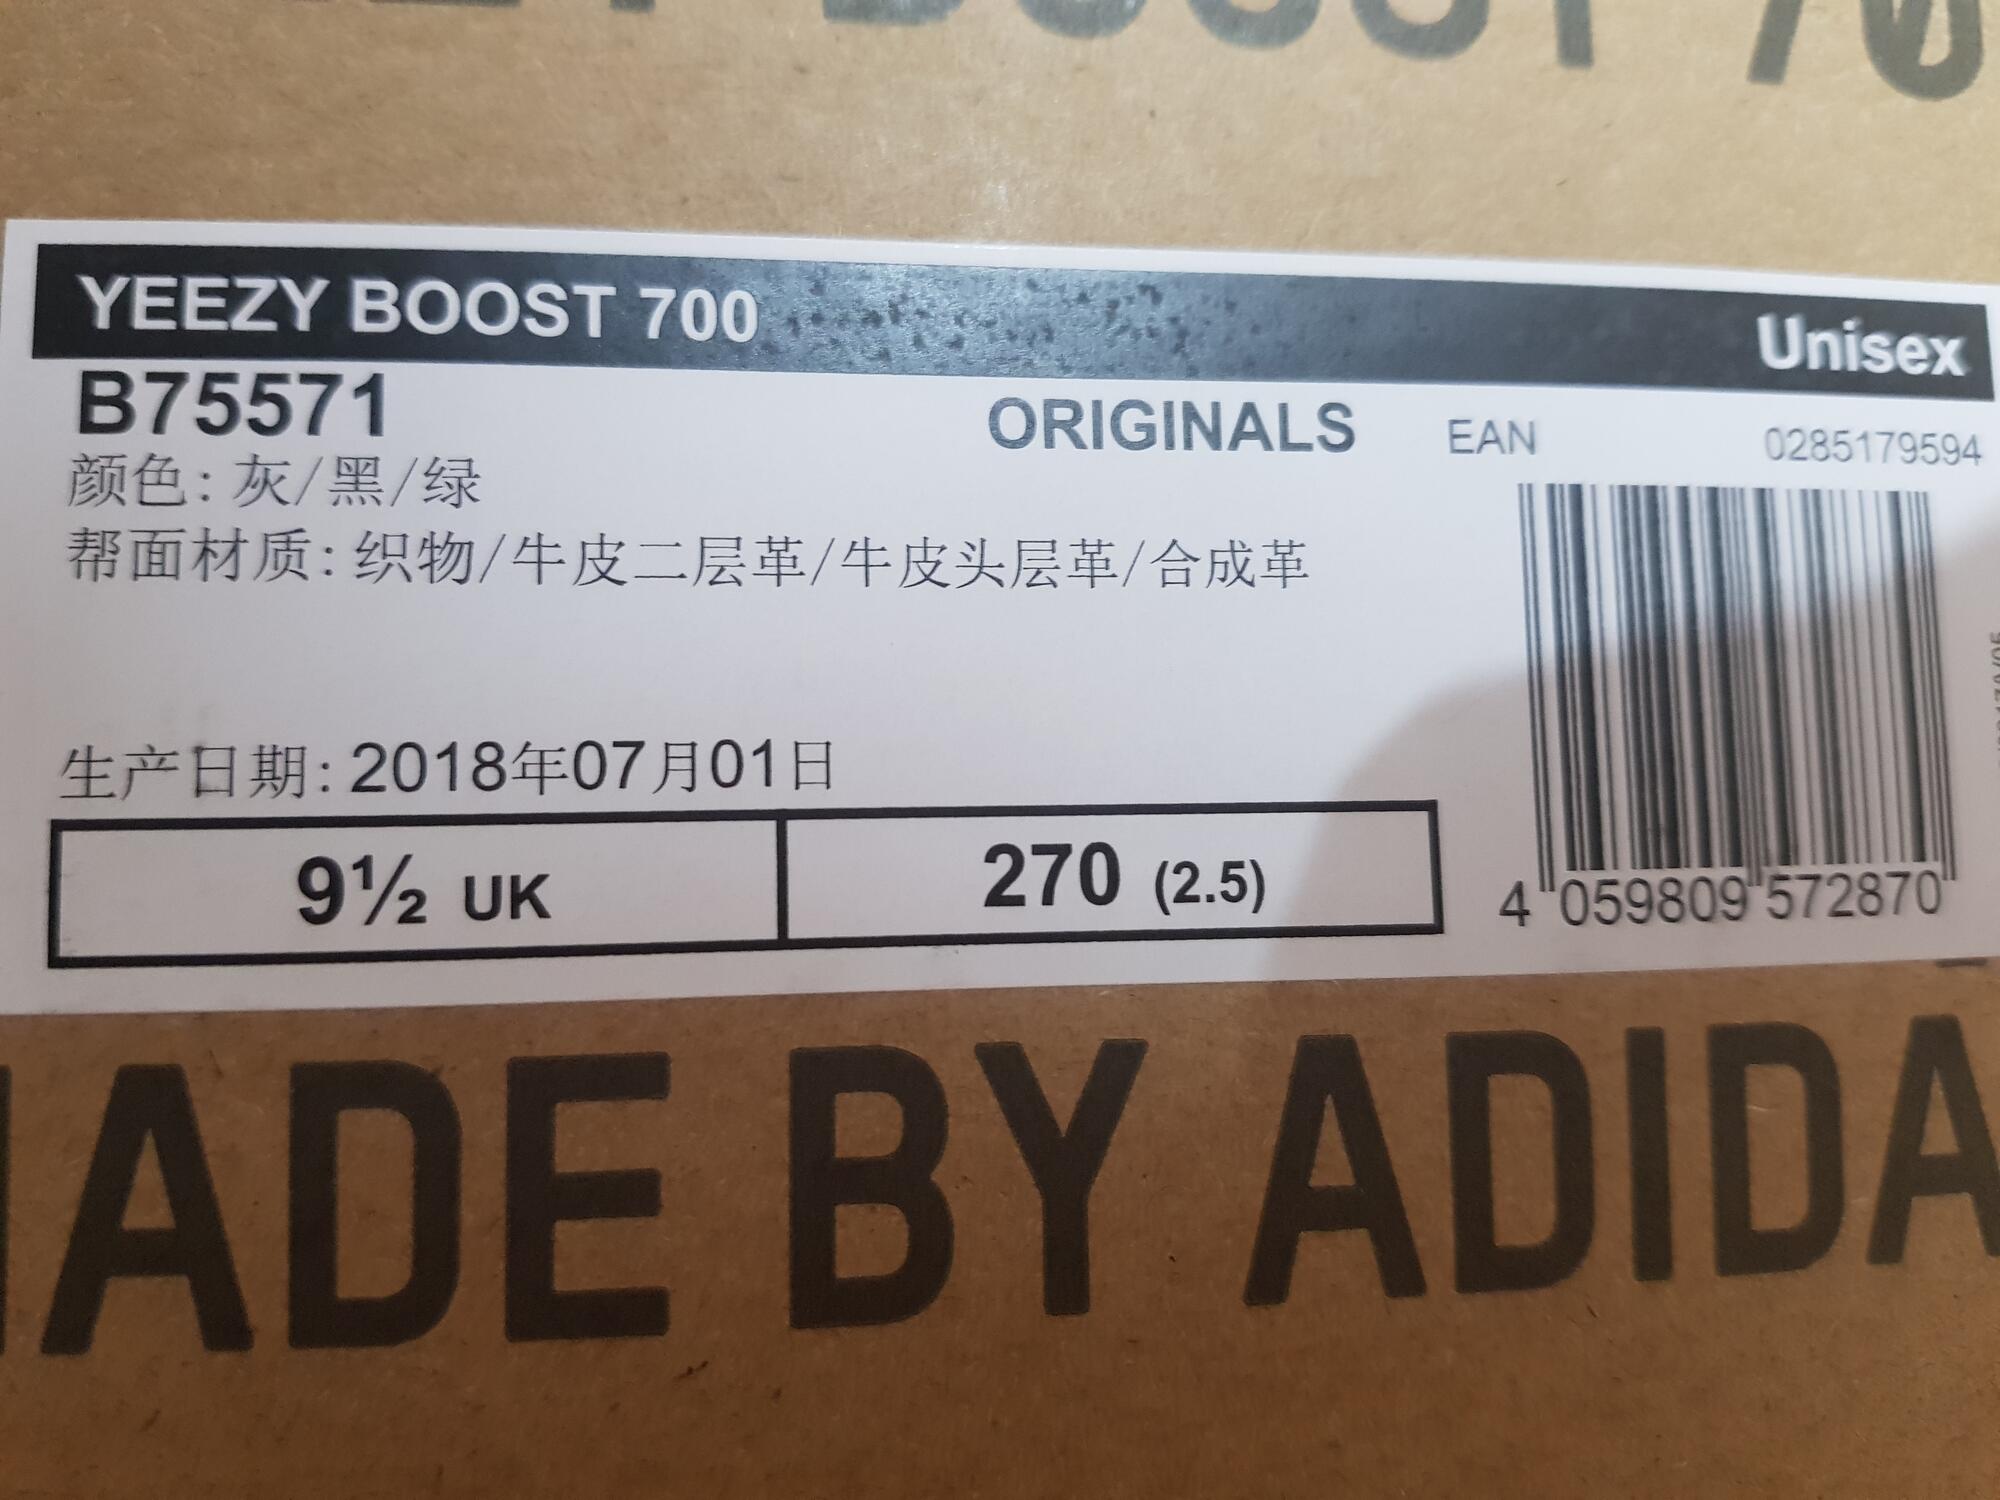 BOOST 70
YEEZY BOOST 700 Unisex
B75571
ORIGINALS EAN 0285179594
颜色: 灰/黑/绿
帮面材质: 织物/牛皮二层革/牛皮头层革/合成革
生产日期: 2018年07月01日
9½ UK 270 (2.5)
4 059809 572870
MADE BY ADIDA